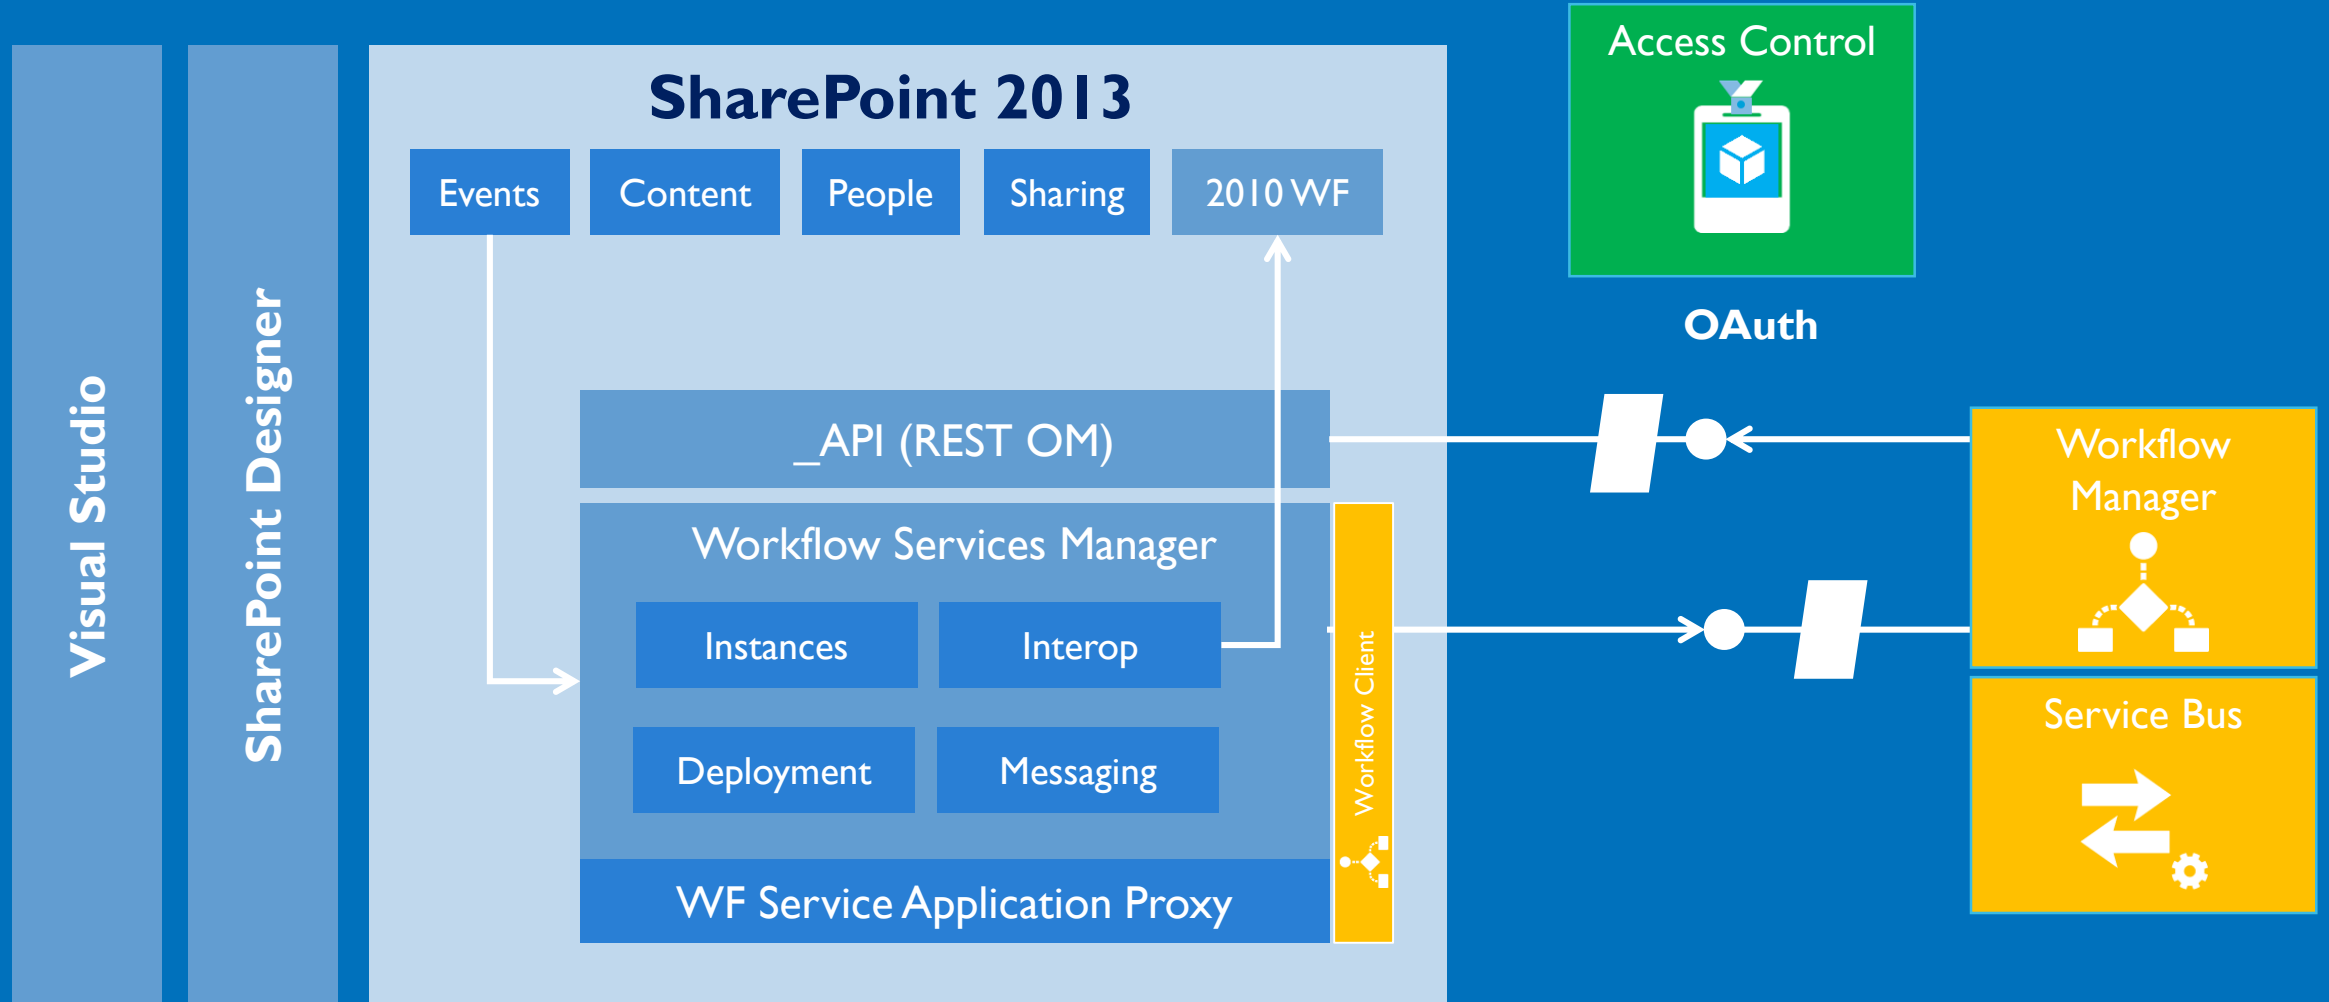 Visual Studio
SharePoint Designer
SharePoint 2013
Events
Content
People
Sharing
2010 WF
_API (REST OM)
Workflow Services Manager
Instances
Interop
Deployment
Messaging
WF Service Application Proxy
Workflow Client
Access Control
OAuth
Workflow
Manager
Service Bus